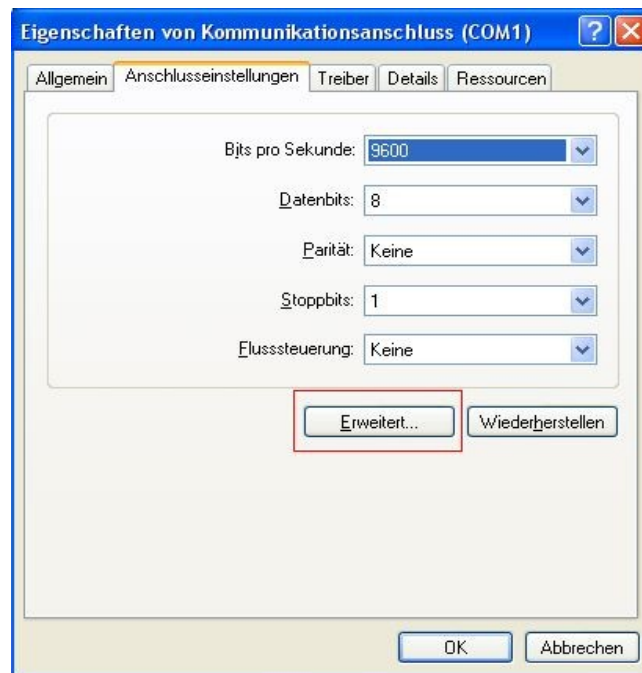 Eigenschaften von Kommunikationsanschluss (COM1) ?
Allgemein Anschlusseinstellungen Treiber Details Ressourcen
Bits pro Sekunde: 9600
Datenbits: 8
Parität: Keine
Stoppbits: 1
Flusssteuerung: Keine
Erweitert... Wiederherstellen
OK Abbrechen